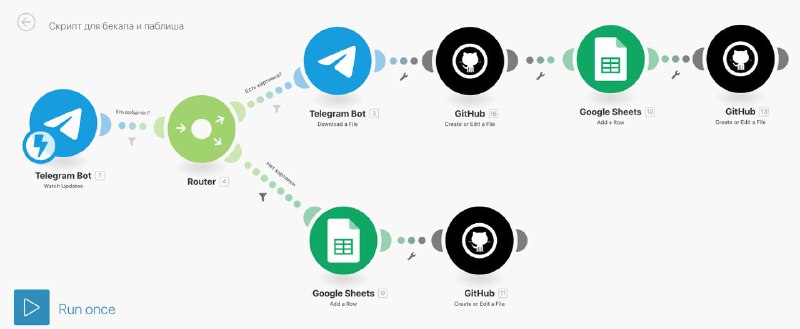 Скрипт для бекапа и паблиша
Есть картинка?
Telegram Bot 3
Download a File
GitHub 16
Create or Edit a File
Google Sheets 12
Add a Row
GitHub 13
Create or Edit a File
Есть сообщение?
Telegram Bot 1
Watch Updates
Router 4
Нет картинки
Google Sheets 9
Add a Row
GitHub 11
Create or Edit a File
Run once